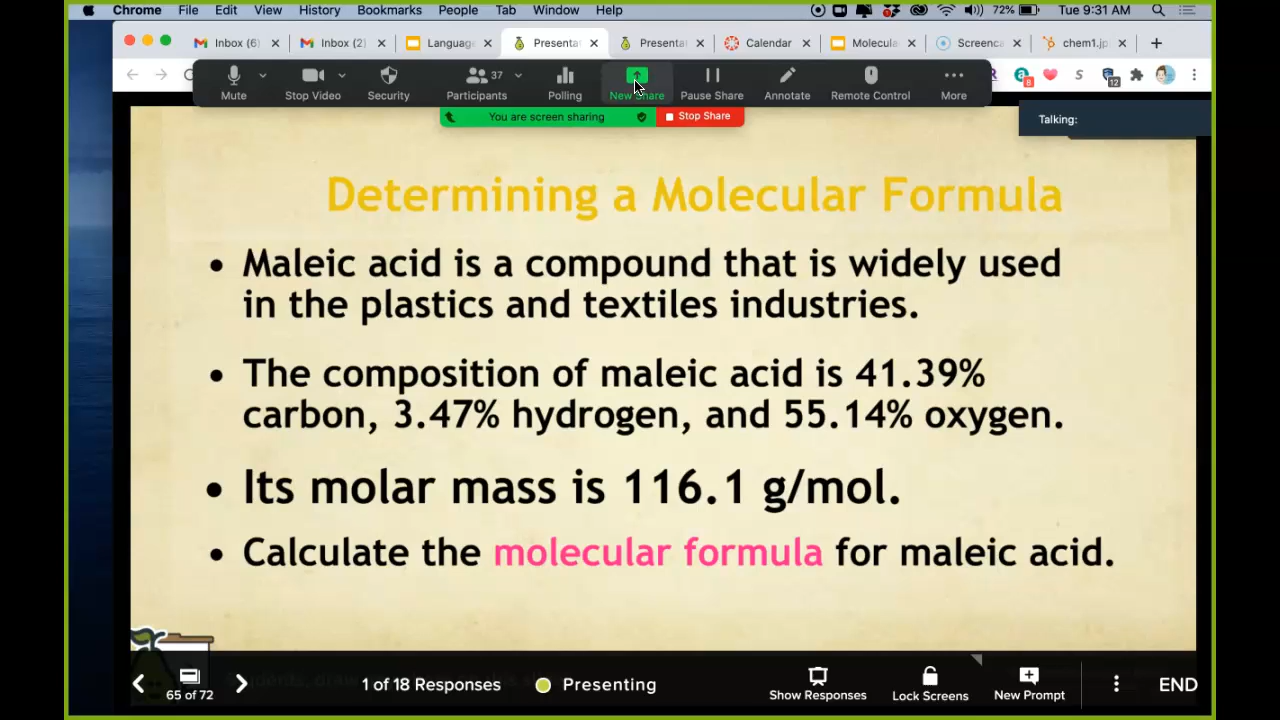 Chrome File Edit View History Bookmarks People Tab Window Help 72% Tue 9:31 AM
Inbox (6) Inbox (2) Language Presenta Presenta Calendar Molecula Screenca chem1.jp
Mute Stop Video Security Participants 37 Polling New Share Pause Share Annotate Remote Control More
8 12
You are screen sharing Stop Share
Talking:
Determining a Molecular Formula
• Maleic acid is a compound that is widely used
in the plastics and textiles industries.
• The composition of maleic acid is 41.39%
carbon, 3.47% hydrogen, and 55.14% oxygen.
• Its molar mass is 116.1 g/mol.
• Calculate the molecular formula for maleic acid.
65 of 72 1 of 18 Responses Presenting Show Responses Lock Screens New Prompt END